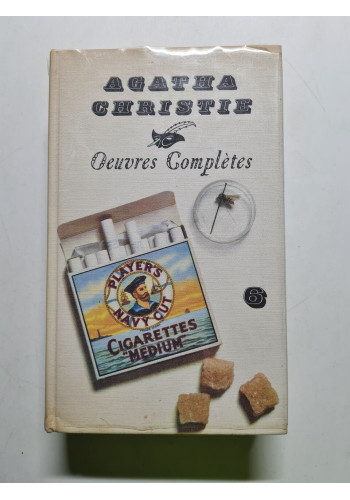 AGATHA
CHRISTIE
Oeuvres Complètes
PLAYER'S
NAVY CUT
CIGARETTES
"MEDIUM"
6